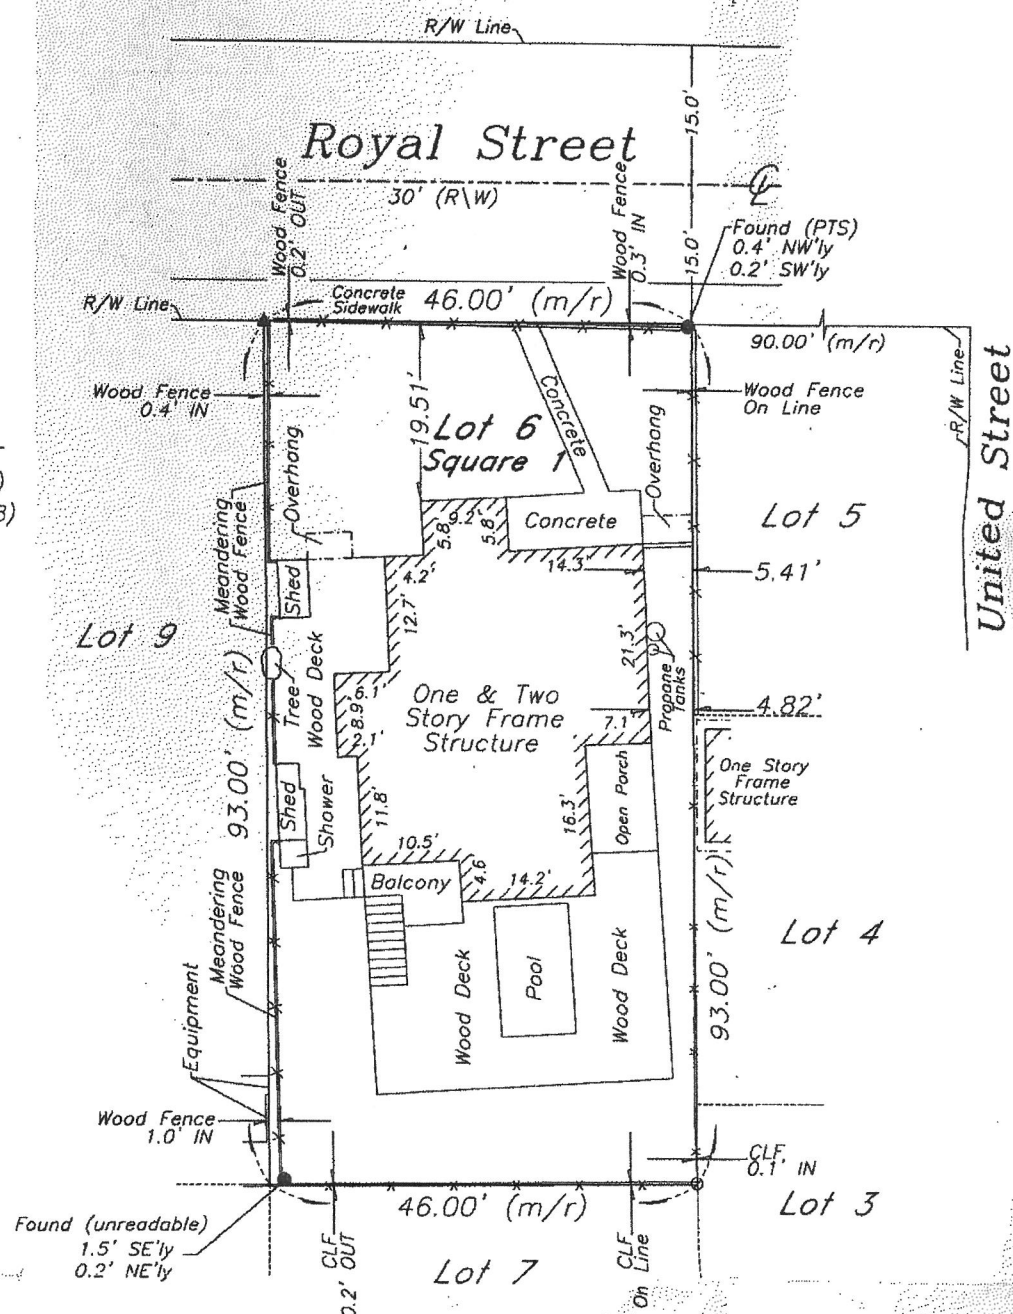 R/W Line
15.0'
Royal Street
30' (R\W)
Wood Fence
0.2' OUT
Wood Fence
0.3' IN
15.0'
Found (PTS)
0.4' NW'ly
0.2' SW'ly
R/W Line
Concrete
Sidewalk
46.00' (m/r)
90.00' (m/r)
R/W Line
United Street
Wood Fence
0.4' IN
Wood Fence
On Line
19.51'
Concrete
Lot 6
Square 1
Overhang
Overhang
Meandering
Wood Fence
5.8'
9.2'
5.8'
Concrete
Lot 5
14.3'
5.41'
4.2'
Shed
12.7'
21.3'
Lot 9
Tree
Wood Deck
Propane
Tanks
6.1'
8.9'
2.1'
One & Two
Story Frame
Structure
7.1'
4.82'
93.00' (m/r)
Shed
Shower
11.8'
16.3'
Open Porch
One Story
Frame
Structure
10.5'
Balcony
4.6
14.2'
Meandering
Wood Fence
93.00' (m/r)
Lot 4
Wood Deck
Pool
Wood Deck
Equipment
Wood Fence
1.0' IN
CLF
0.1' IN
46.00' (m/r)
Lot 3
Found (unreadable)
1.5' SE'ly
0.2' NE'ly
CLF
0.2' OUT
Lot 7
CLF
On Line